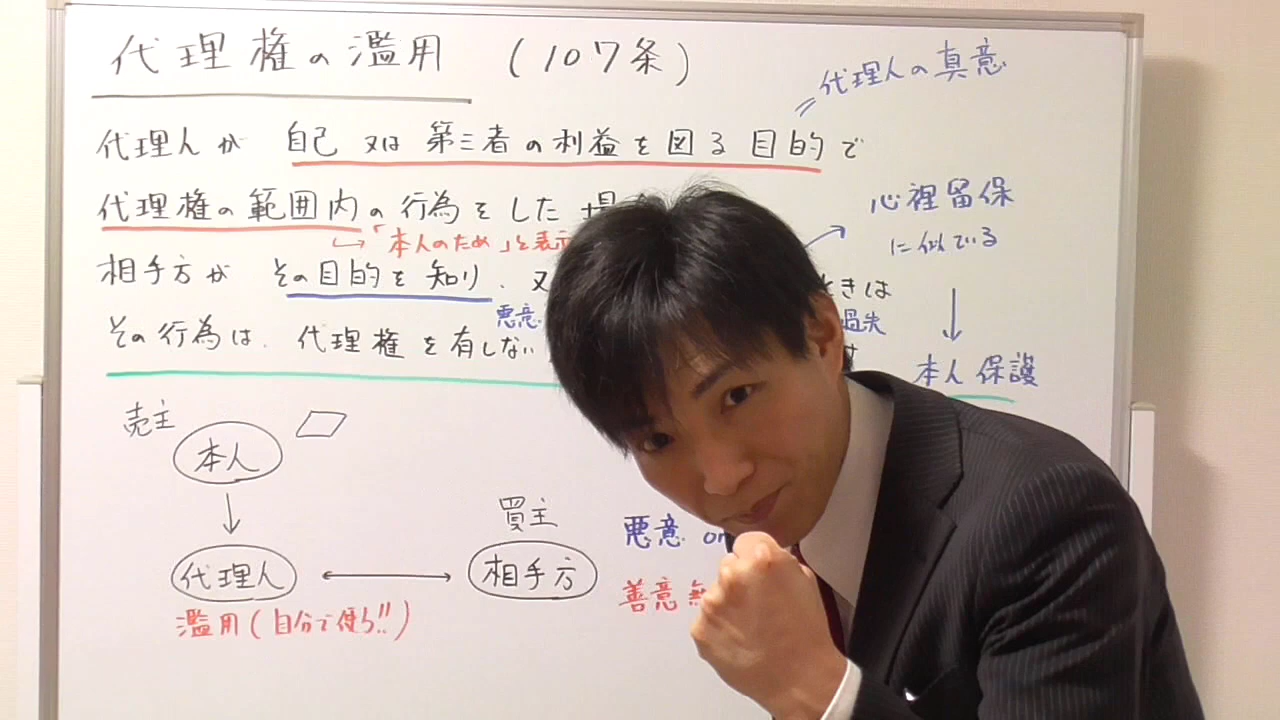 代理権の濫用 (107条)
代理人の真意
代理人が 自己 又は 第三者の利益を図る目的で
代理権の範囲内の行為をした場
→「本人のため」と表示
心裡留保
に似ている
相手方が その目的を知り、又
ときは
悪意
過失
その行為は、代理権を有しない
本人保護
売主
本人
買主
代理人
相手方
濫用(自分で使う!!)
悪意 or
善意無